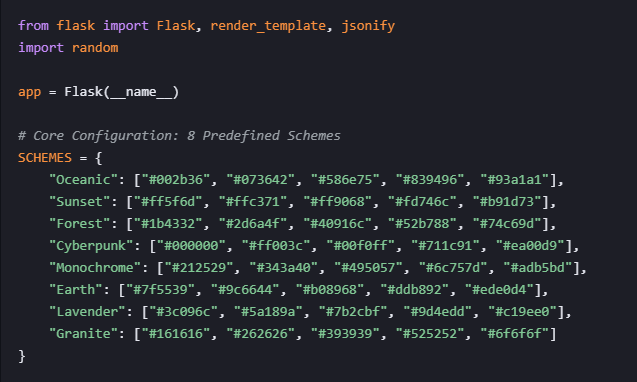 from flask import Flask, render_template, jsonify
import random

app = Flask(__name__)

# Core Configuration: 8 Predefined Schemes
SCHEMES = {
    "Oceanic": ["#002b36", "#073642", "#586e75", "#839496", "#93a1a1"],
    "Sunset": ["#ff5f6d", "#ffc371", "#ff9068", "#fd746c", "#b91d73"],
    "Forest": ["#1b4332", "#2d6a4f", "#40916c", "#52b788", "#74c69d"],
    "Cyberpunk": ["#000000", "#ff003c", "#00f0ff", "#711c91", "#ea00d9"],
    "Monochrome": ["#212529", "#343a40", "#495057", "#6c757d", "#adb5bd"],
    "Earth": ["#7f5539", "#9c6644", "#b08968", "#ddb892", "#ede0d4"],
    "Lavender": ["#3c096c", "#5a189a", "#7b2cbf", "#9d4edd", "#c19ee0"],
    "Granite": ["#161616", "#262626", "#393939", "#525252", "#6f6f6f"]
}